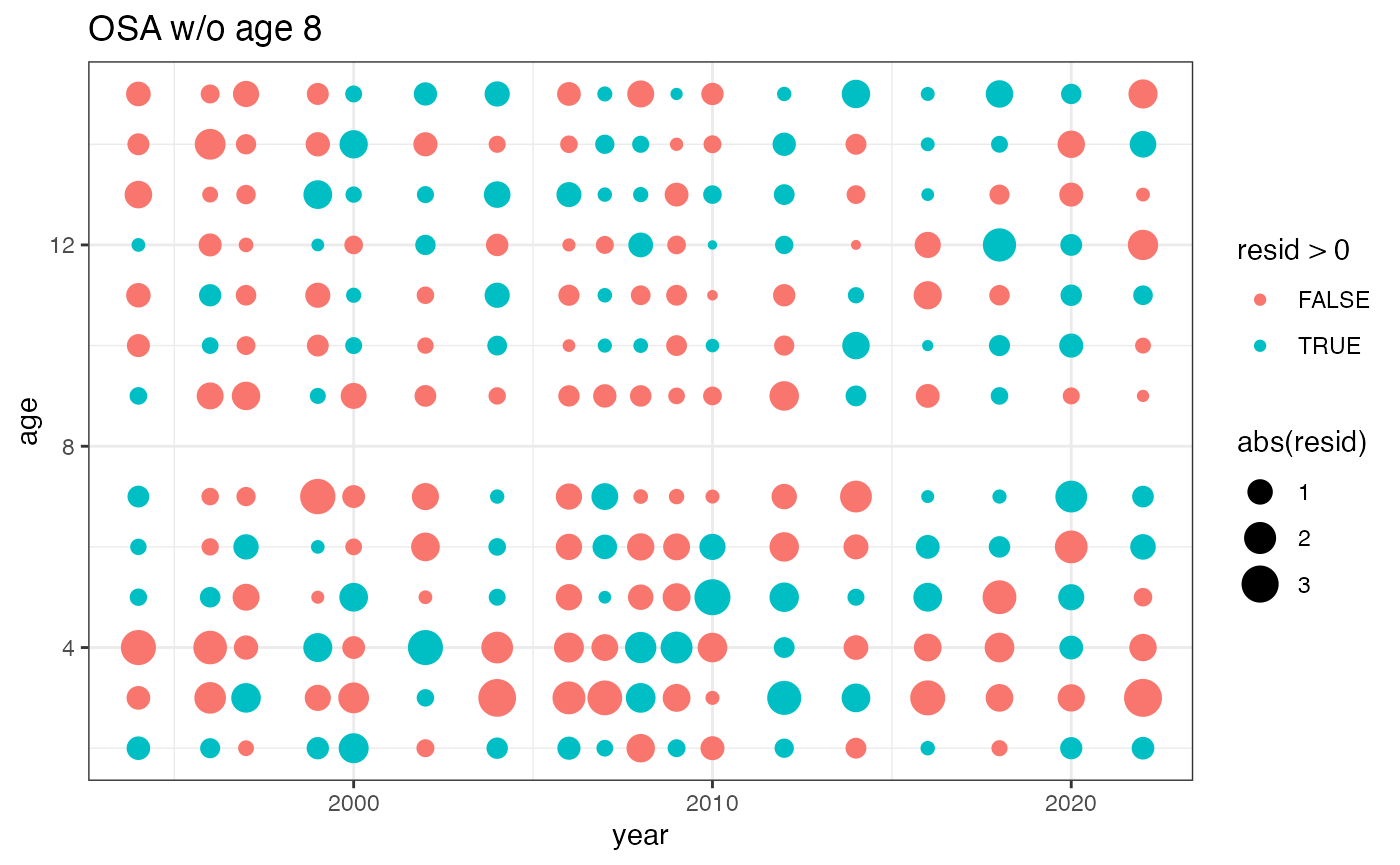 OSA w/o age 8
12
8
4
age
2000 2010 2020
year
resid > 0
FALSE
TRUE
abs(resid)
1
2
3